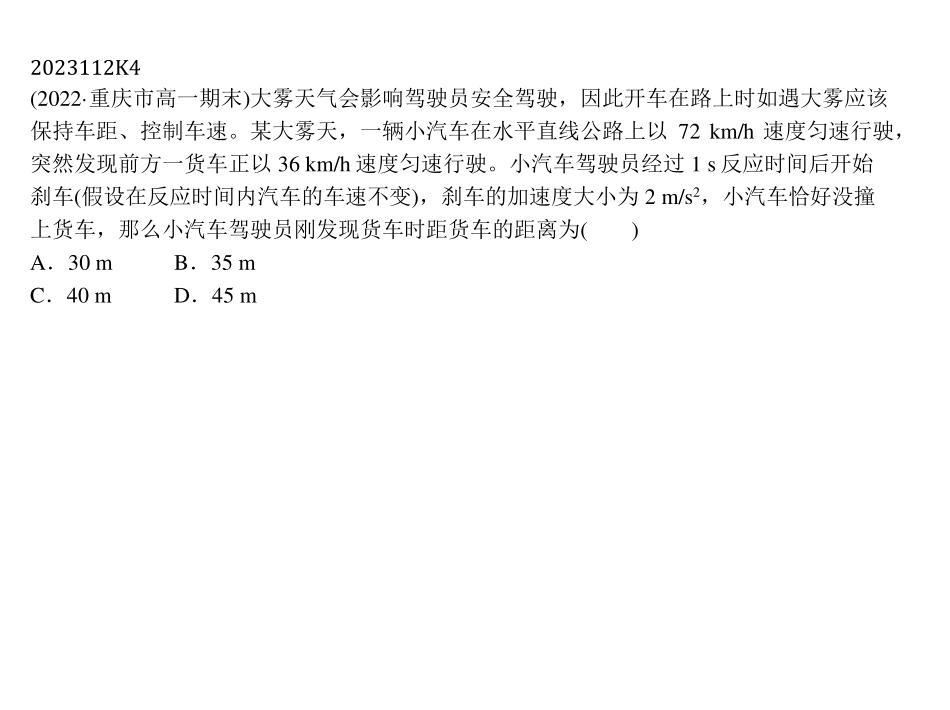 2023112K4
(2022·重庆市高一期末)大雾天气会影响驾驶员安全驾驶，因此开车在路上时如遇大雾应该
保持车距、控制车速。某大雾天，一辆小汽车在水平直线公路上以 72 km/h 速度匀速行驶，
突然发现前方一货车正以 36 km/h 速度匀速行驶。小汽车驾驶员经过 1 s 反应时间后开始
刹车(假设在反应时间内汽车的车速不变)，刹车的加速度大小为 2 m/s²，小汽车恰好没撞
上货车，那么小汽车驾驶员刚发现货车时距货车的距离为(　　)
A．30 m　　B．35 m
C．40 m　　D．45 m